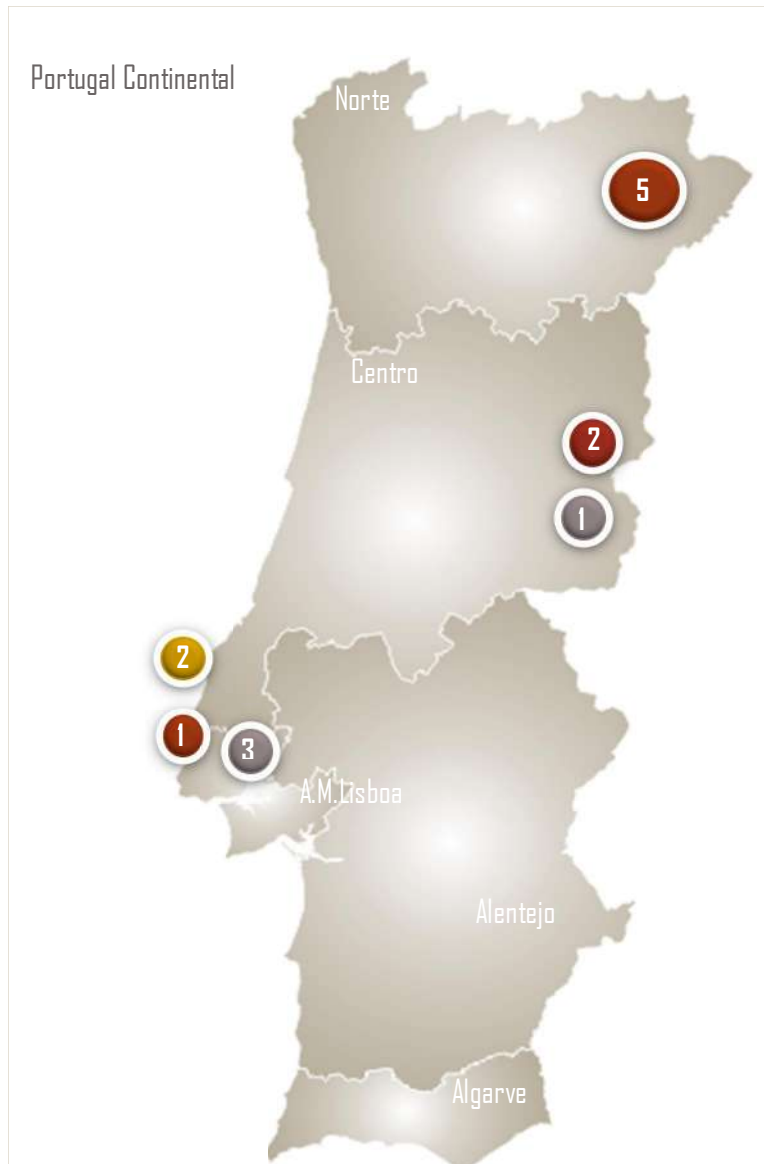 Portugal Continental
Norte
5
Centro
2
1
2
1
3
A.M.Lisboa
Alentejo
Algarve